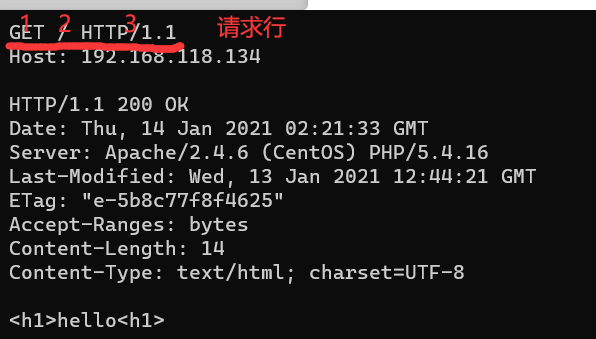 1 2 3 请求行
GET / HTTP/1.1
Host: 192.168.118.134
HTTP/1.1 200 OK
Date: Thu, 14 Jan 2021 02:21:33 GMT
Server: Apache/2.4.6 (CentOS) PHP/5.4.16
Last-Modified: Wed, 13 Jan 2021 12:44:21 GMT
ETag: "e-5b8c77f8f4625"
Accept-Ranges: bytes
Content-Length: 14
Content-Type: text/html; charset=UTF-8
<h1>hello<h1>